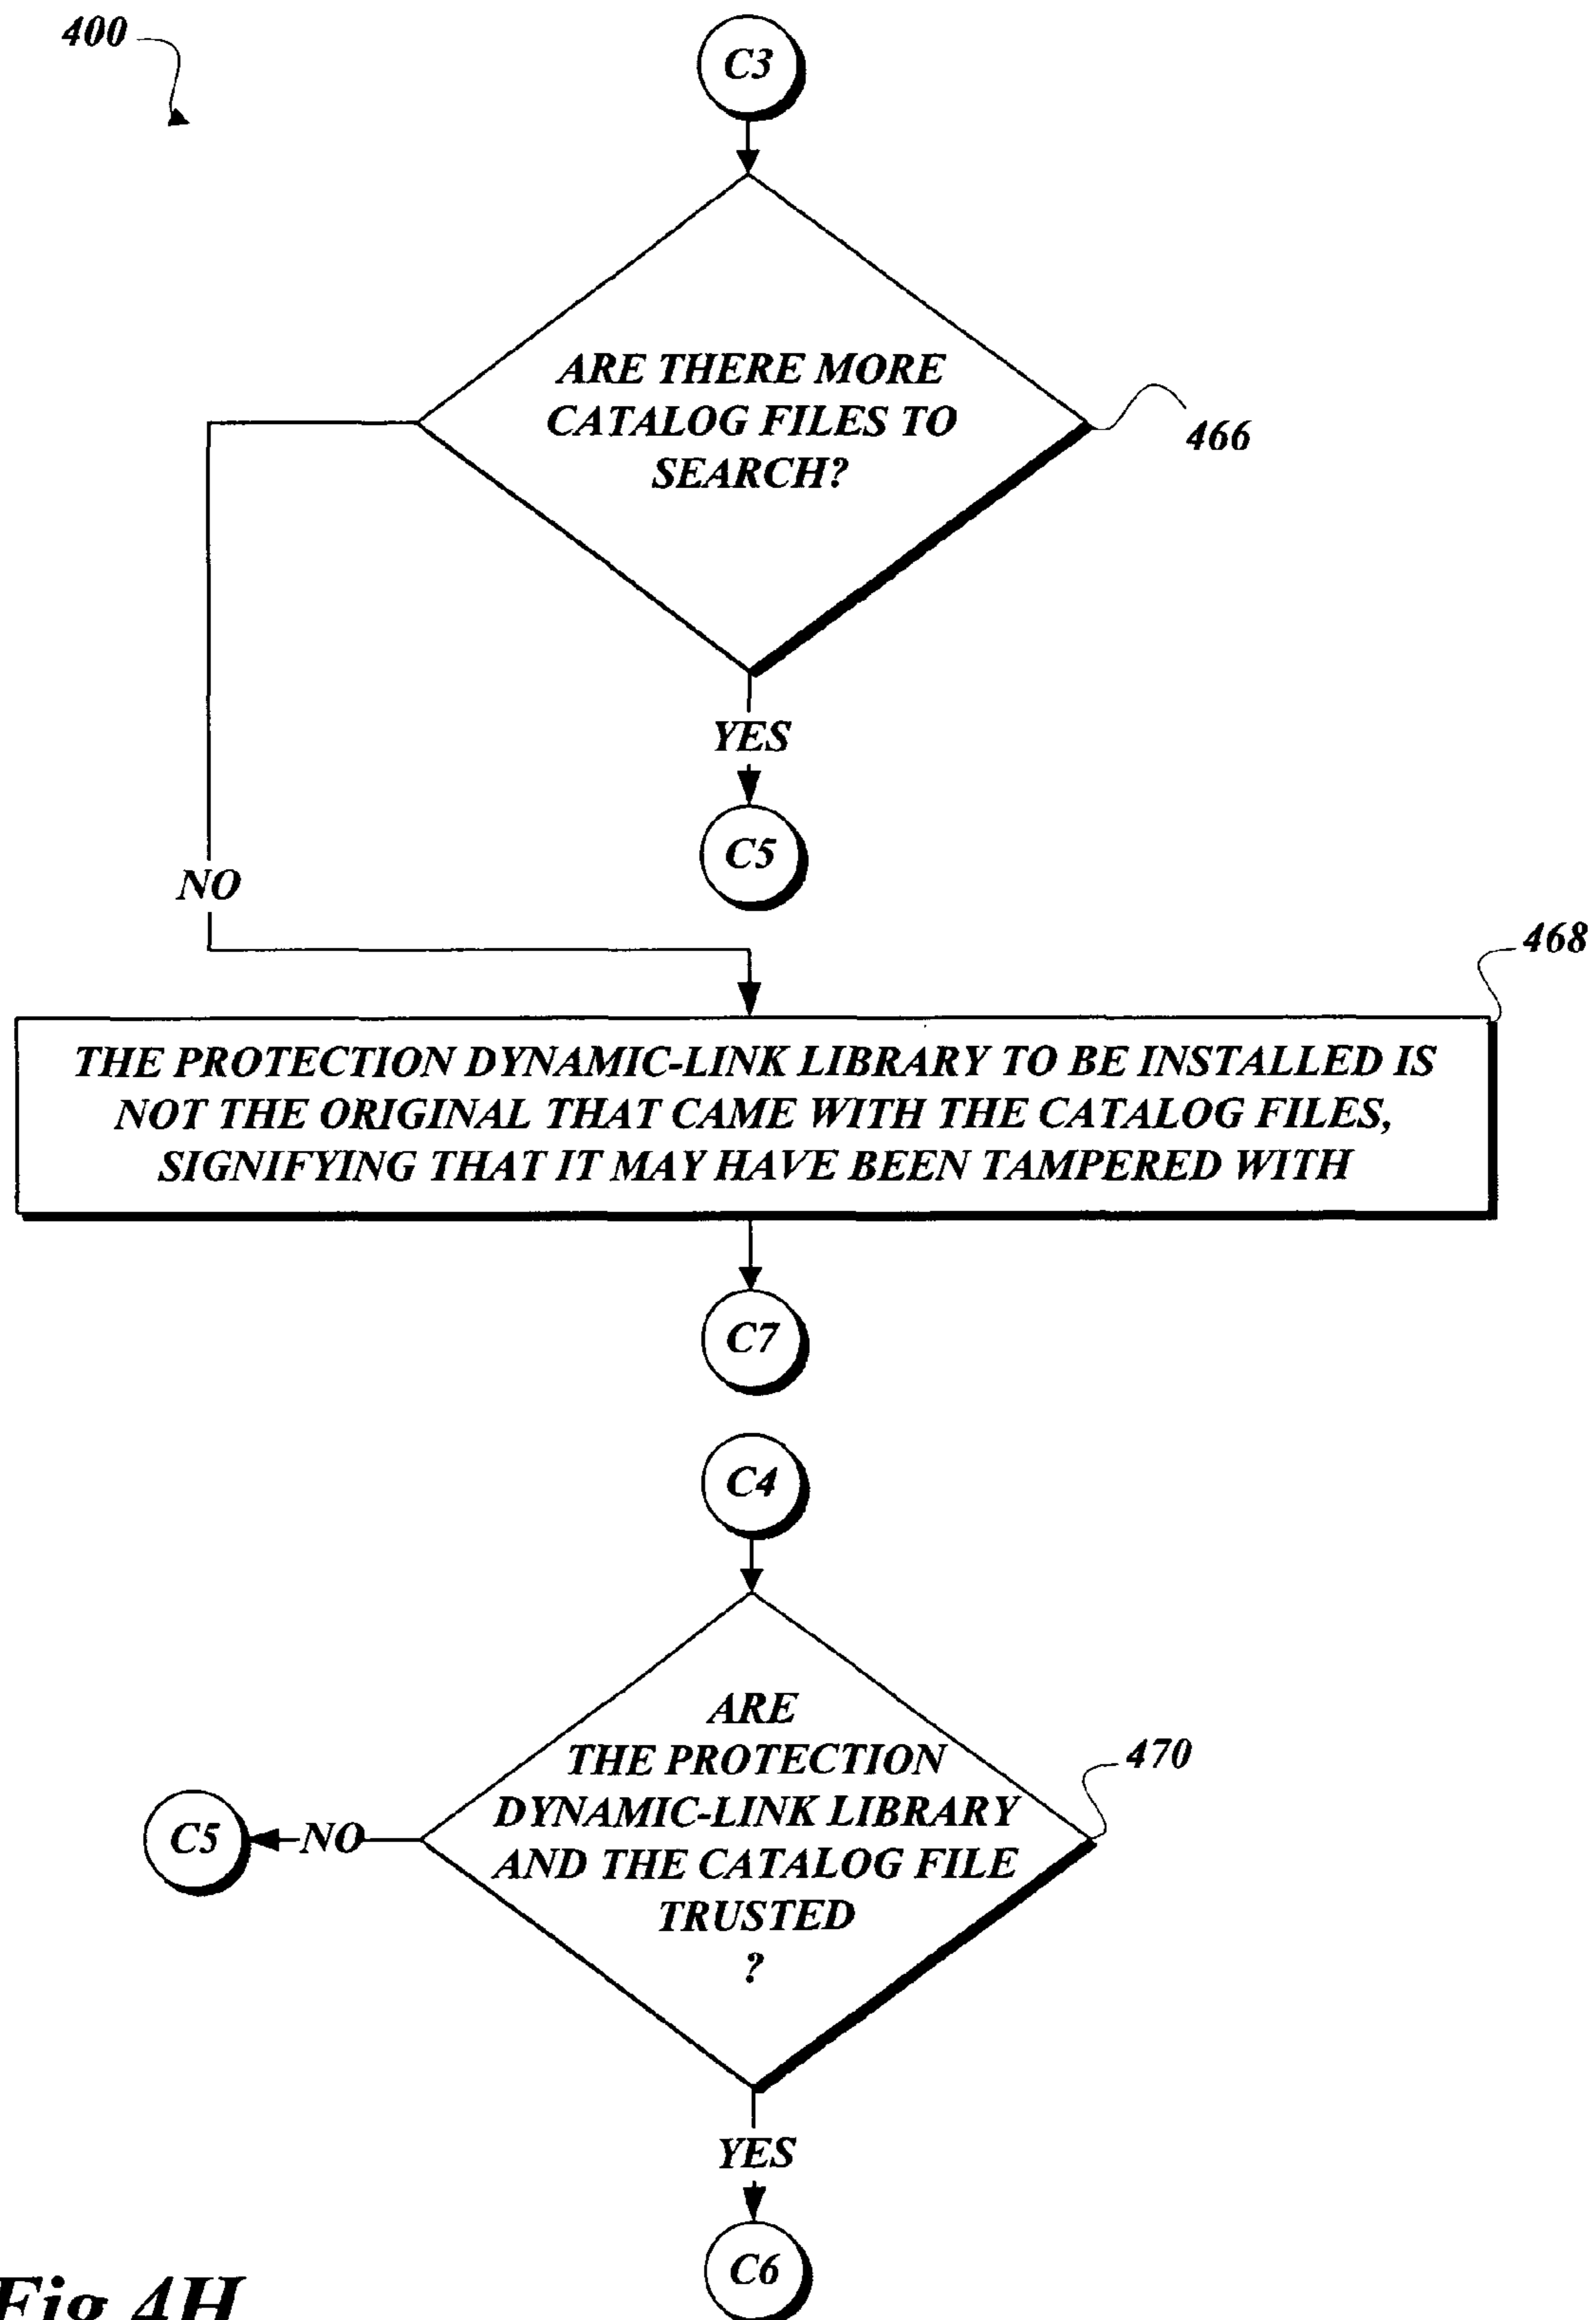 400
C3
ARE THERE MORE
CATALOG FILES TO
SEARCH?
466
YES
C5
NO
468
THE PROTECTION DYNAMIC-LINK LIBRARY TO BE INSTALLED IS
NOT THE ORIGINAL THAT CAME WITH THE CATALOG FILES,
SIGNIFYING THAT IT MAY HAVE BEEN TAMPERED WITH
C7
C4
ARE
THE PROTECTION
DYNAMIC-LINK LIBRARY
AND THE CATALOG FILE
TRUSTED
?
470
C5
NO
YES
C6
Fig 4H